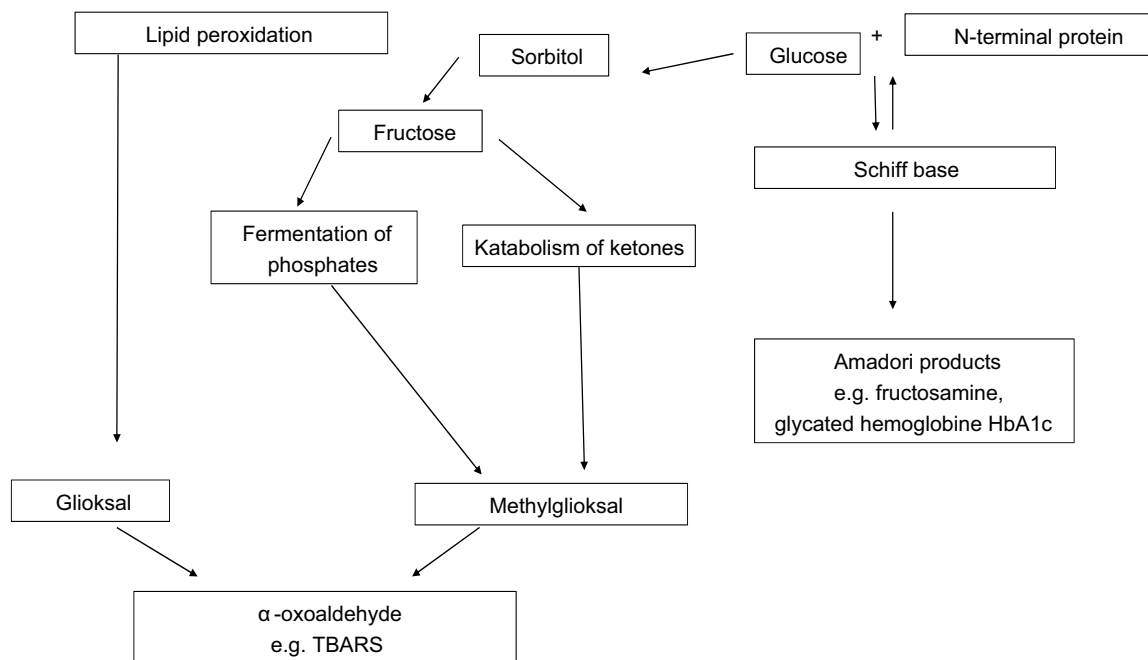 Lipid peroxidation
Sorbitol
Glucose
+
N-terminal protein
Fructose
Schiff base
Fermentation of
phosphates
Katabolism of ketones
Amadori products
e.g. fructosamine,
glycated hemoglobine HbA1c
Glioksal
Methylglioksal
α-oxoaldehyde
e.g. TBARS